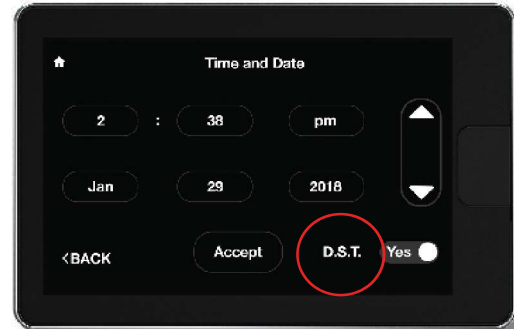 Time and Date
2 : 38 pm
Jan 29 2018
<BACK Accept D.S.T. Yes